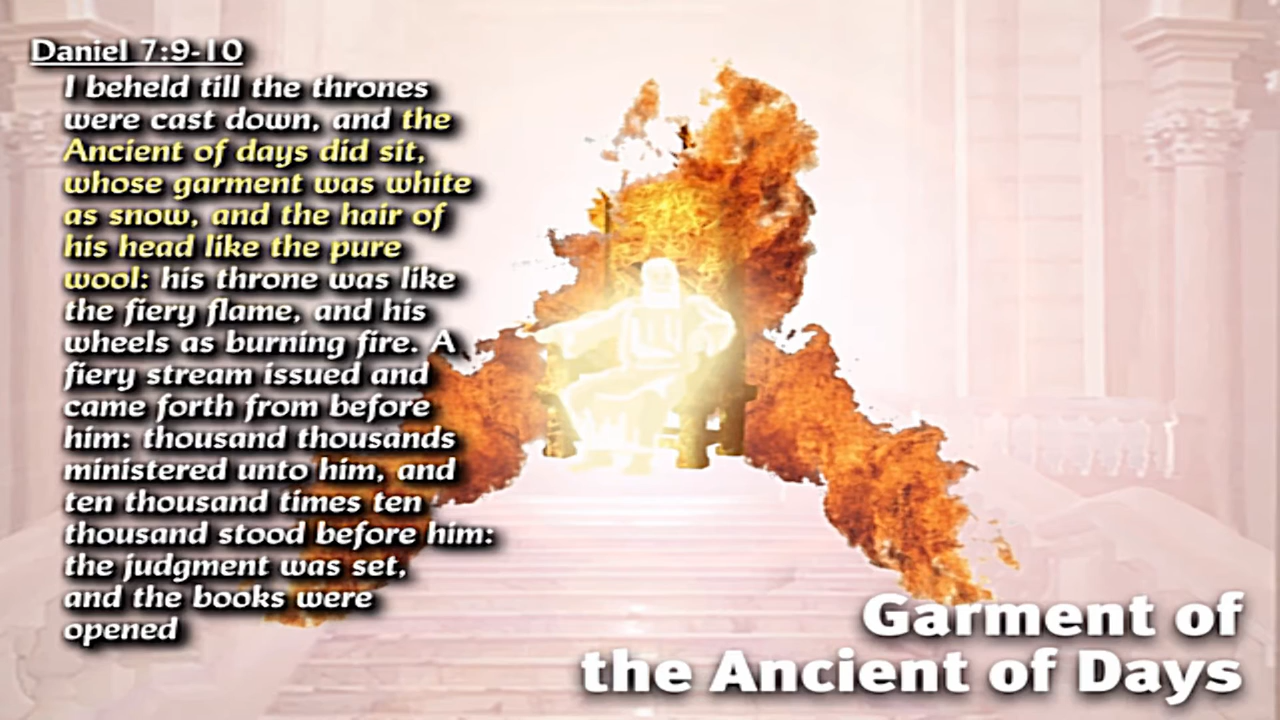 Daniel 7:9-10
I beheld till the thrones
were cast down, and the
Ancient of days did sit,
whose garment was white
as snow, and the hair of
his head like the pure
wool: his throne was like
the fiery flame, and his
wheels as burning fire. A
fiery stream issued and
came forth from before
him: thousand thousands
ministered unto him, and
ten thousand times ten
thousand stood before him:
the judgment was set,
and the books were
opened
Garment of
the Ancient of Days